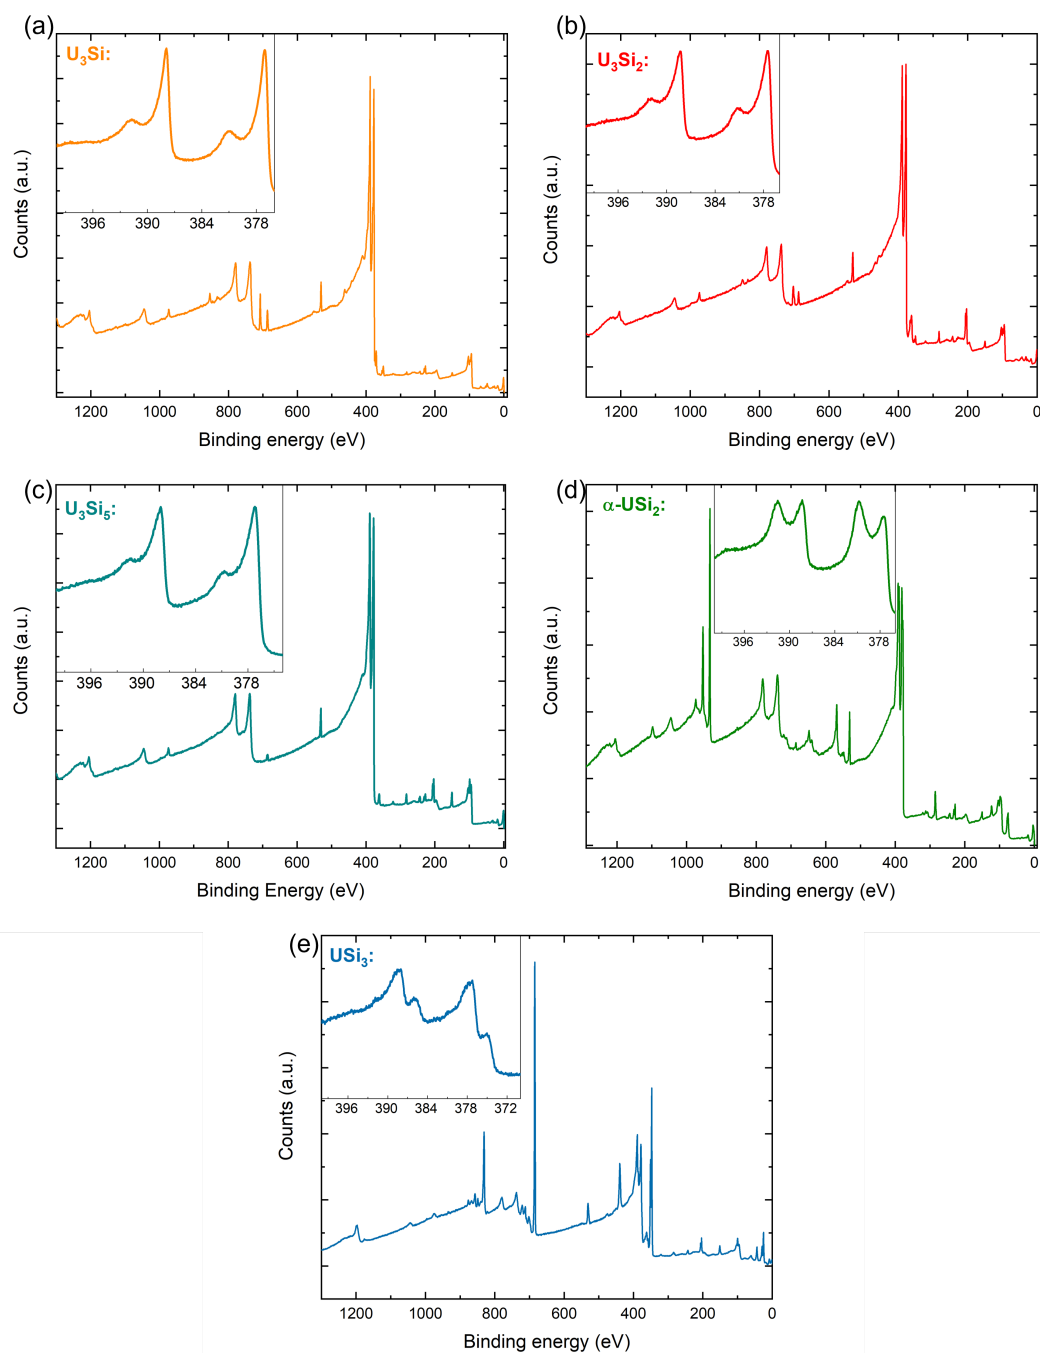 (a)
U₃Si:
396 390 384 378
Counts (a.u.)
1200 1000 800 600 400 200 0
Binding energy (eV)
(b)
U₃Si₂:
396 390 384 378
Counts (a.u.)
1200 1000 800 600 400 200 0
Binding energy (eV)
(c)
U₃Si₅:
396 390 384 378
Counts (a.u.)
1200 1000 800 600 400 200 0
Binding Energy (eV)
(d)
α-USi₂:
396 390 384 378
Counts (a.u.)
1200 1000 800 600 400 200 0
Binding energy (eV)
(e)
USi₃:
396 390 384 378 372
Counts (a.u.)
1200 1000 800 600 400 200 0
Binding energy (eV)